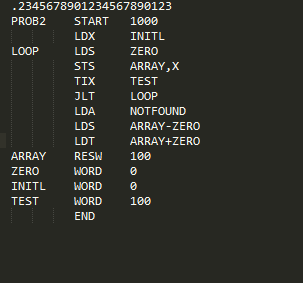 .2345678901234567890123
PROB2    START   1000
         LDX     INITL
LOOP     LDS     ZERO
         STS     ARRAY,X
         TIX     TEST
         JLT     LOOP
         LDA     NOTFOUND
         LDS     ARRAY-ZERO
         LDT     ARRAY+ZERO
ARRAY    RESW    100
ZERO     WORD    0
INITL    WORD    0
TEST     WORD    100
         END